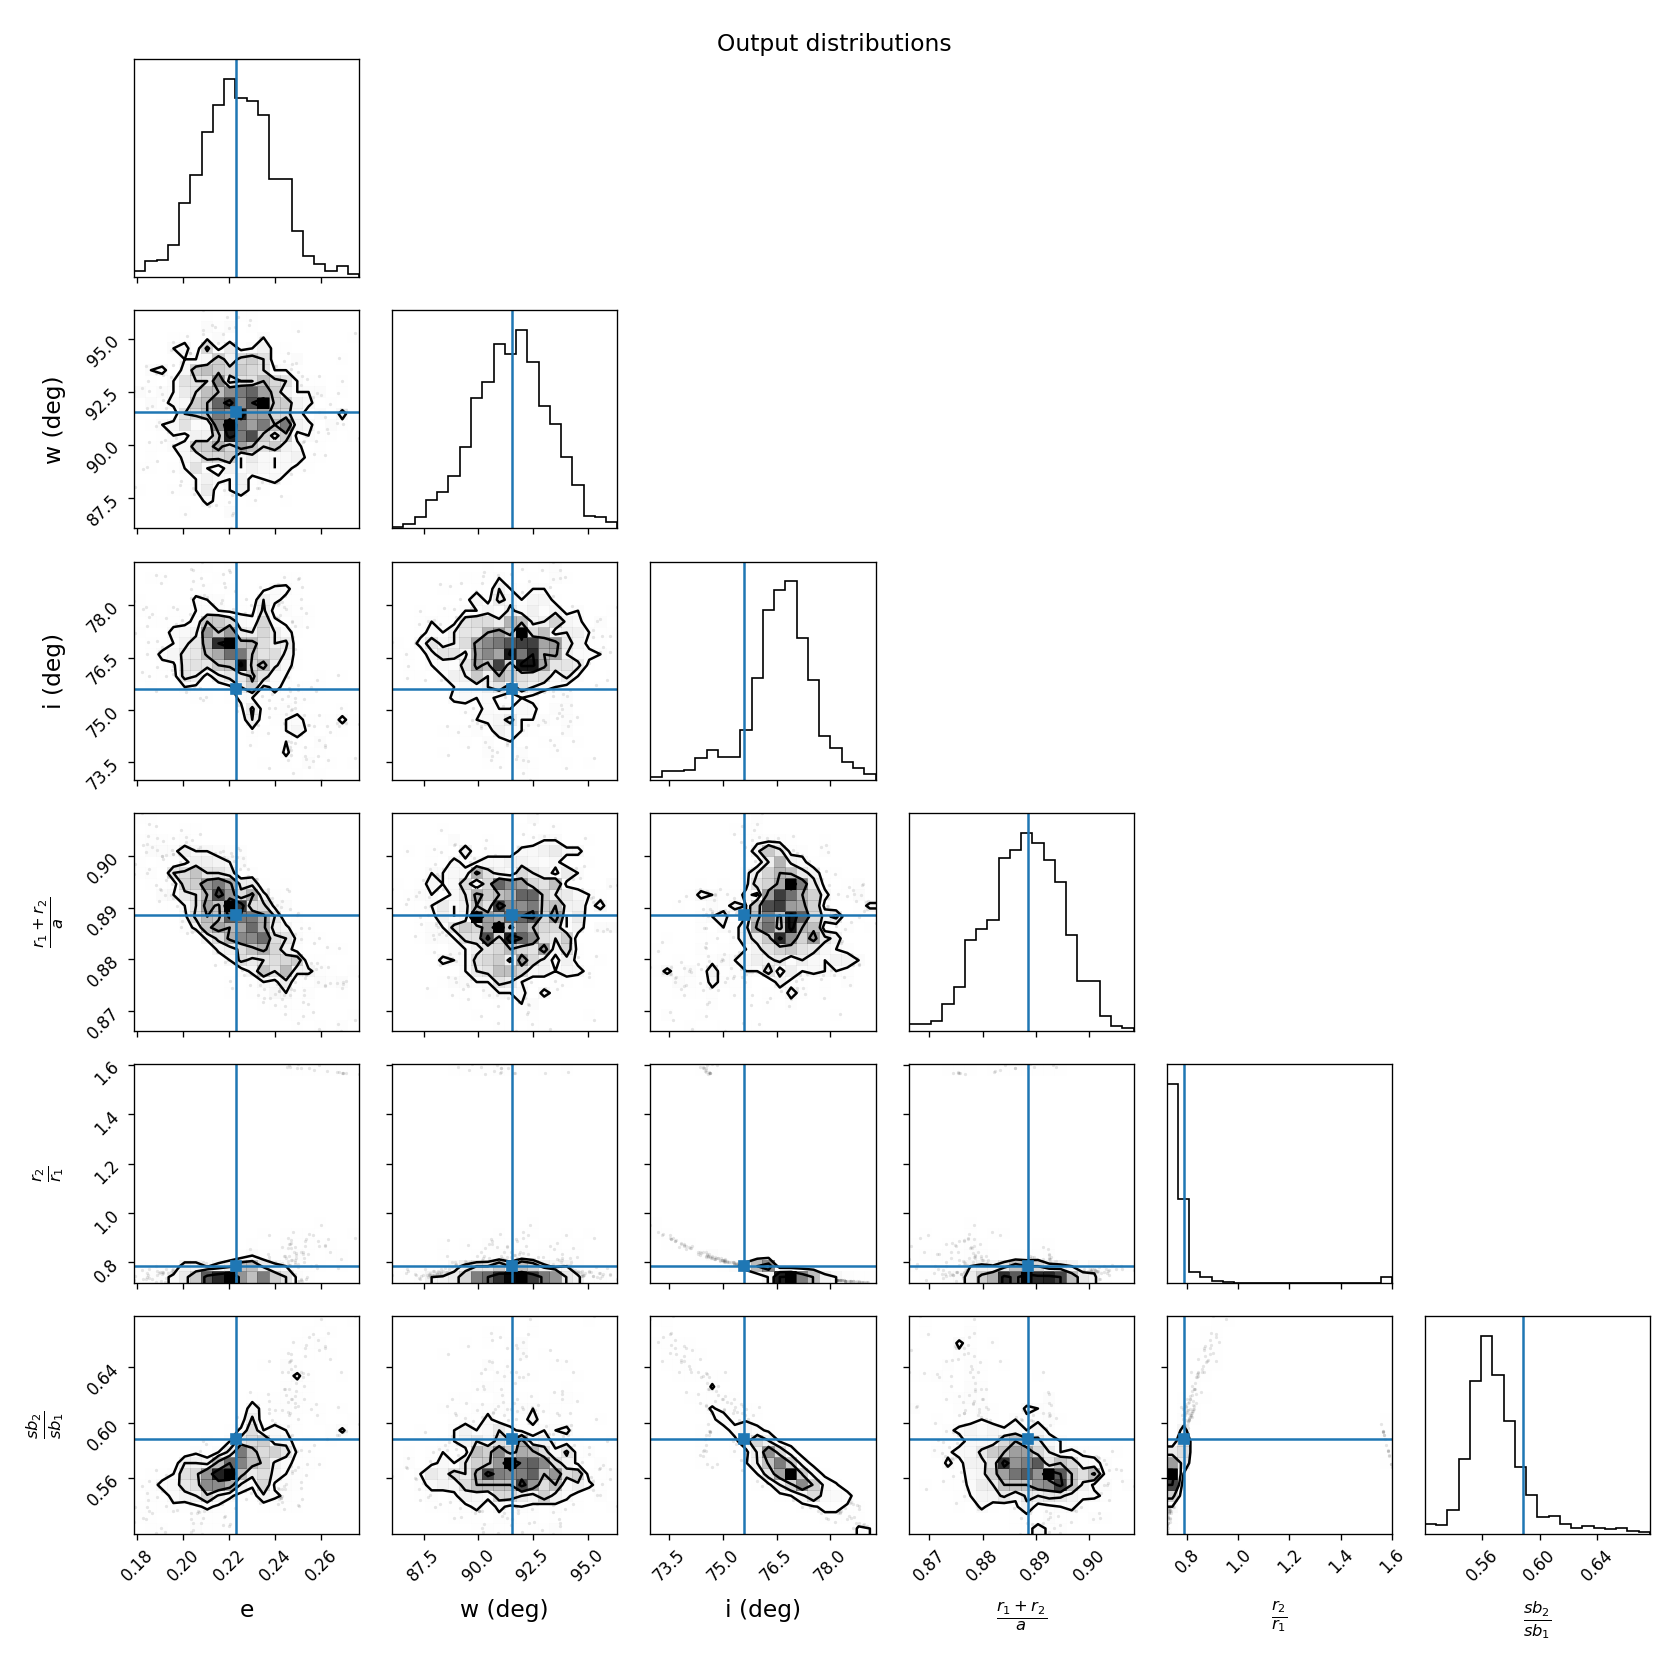 Output distributions
w (deg)
95.0
92.5
90.0
87.5
i (deg)
78.0
76.5
75.0
73.5
r₁ + r₂
a
0.90
0.89
0.88
0.87
r₂
r₁
1.6
1.4
1.2
1.0
0.8
sb₂
sb₁
0.64
0.60
0.56
0.18 0.20 0.22 0.24 0.26 87.5 90.0 92.5 95.0 73.5 75.0 76.5 78.0 0.87 0.88 0.89 0.90 0.8 1.0 1.2 1.4 1.6 0.56 0.60 0.64
e w (deg) i (deg) r₁ + r₂ r₂ sb₂
a r₁ sb₁